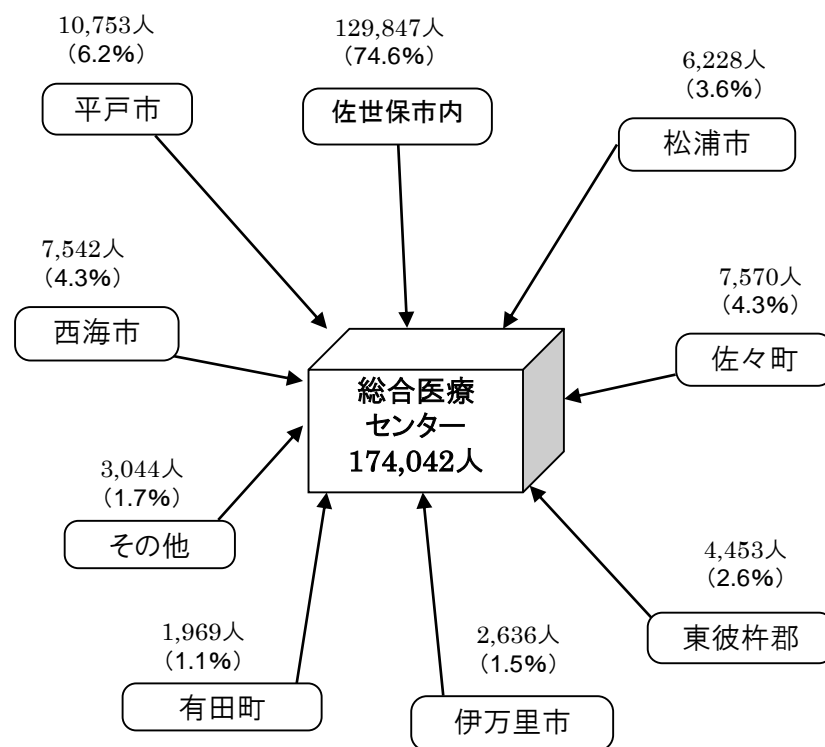 10,753人
（6.2%）
平戸市
129,847人
（74.6%）
佐世保市内
6,228人
（3.6%）
松浦市
7,542人
（4.3%）
西海市
7,570人
（4.3%）
佐々町
総合医療
センター
174,042人
3,044人
（1.7%）
その他
4,453人
（2.6%）
東彼杵郡
1,969人
（1.1%）
有田町
2,636人
（1.5%）
伊万里市